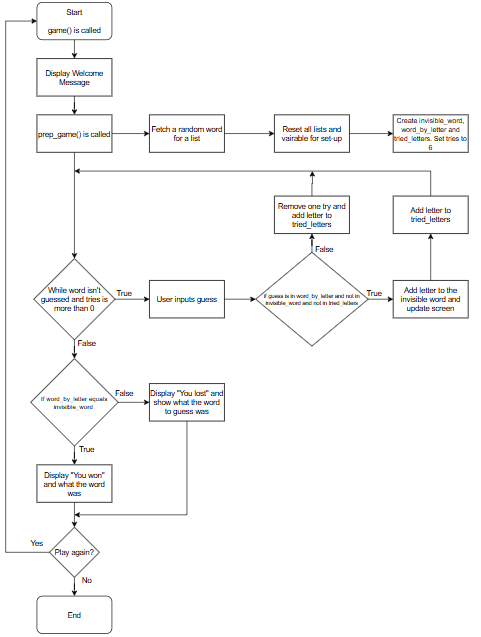 Start
game() is called
Display Welcome
Message
prep_game() is called
Fetch a random word
for a list
Reset all lists and
vairable for set-up
Create invisible_word,
word_by_letter and
tried_letters. Set tries to
6
Remove one try and
add letter to
tried_letters
Add letter to
tried_letters
False
While word isn't
guessed and tries is
more than 0
True
User inputs guess
if guess is in word_by_letter and not in
invisible_word and not in tried_letters
True
Add letter to the
invisible word and
update screen
False
If word_by_letter equals
invisible_word
False
Display "You lost" and
show what the word
to guess was
True
Display "You won"
and what the word
was
Yes
Play again?
No
End